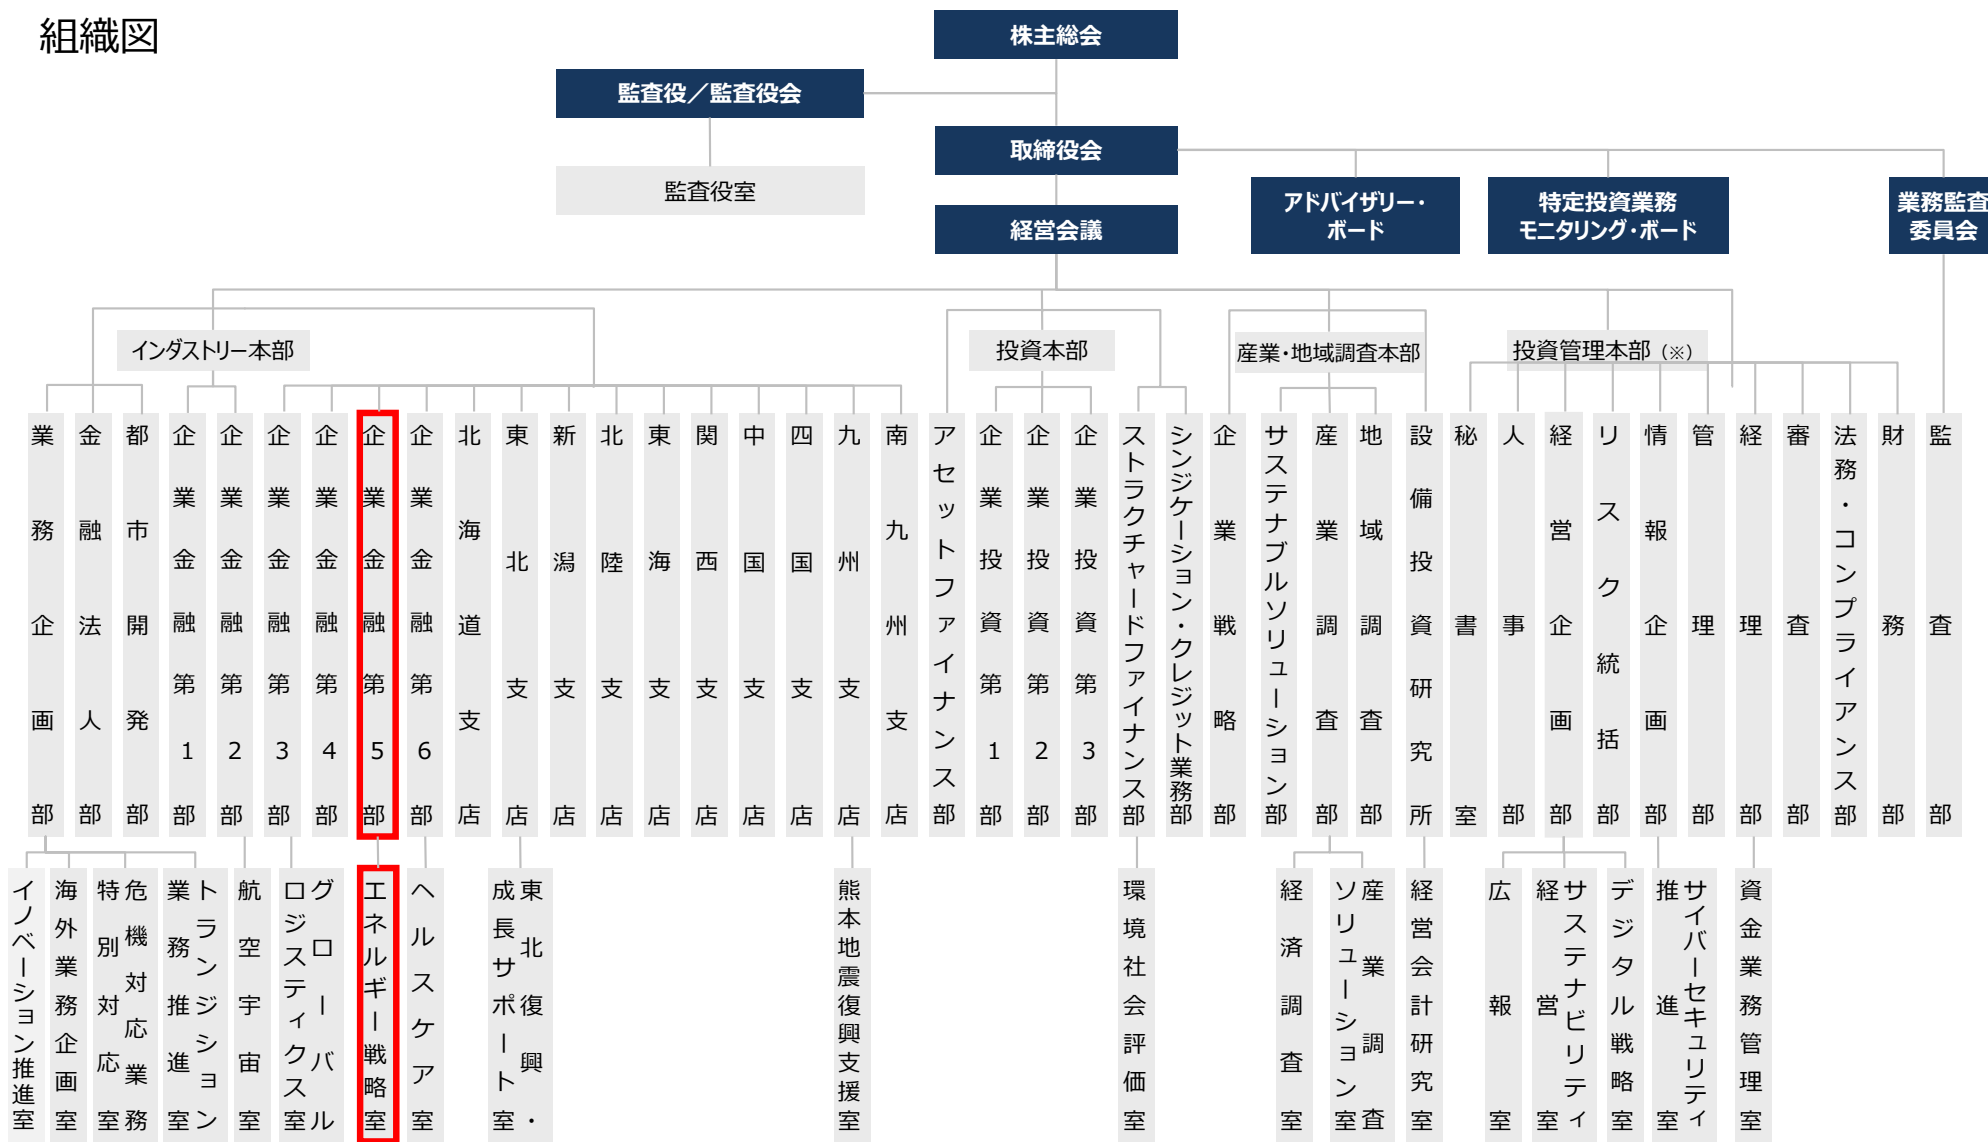 組織図
株主総会
監査役／監査役会
取締役会
監査役室
アドバイザリー・
ボード
特定投資業務
モニタリング・ボード
業務監査
委員会
経営会議
インダストリー本部
投資本部
産業・地域調査本部
投資管理本部（※）
業務企画部
金融法人部
都市開発部
企業金融第1部
企業金融第2部
企業金融第3部
企業金融第4部
企業金融第5部
企業金融第6部
北海道支店
東北支店
新潟支店
北陸支店
東海支店
関西支店
中国支店
四国支店
九州支店
南九州支店
アセットファイナンス部
企業投資第1部
企業投資第2部
企業投資第3部
ストラクチャードファイナンス部
シンジケーション・クレジット業務部
企業戦略部
サステナブルソリューション部
産業調査部
地域調査部
設備投資研究所
秘書室
人事部
経営企画部
リスク統括部
情報企画部
管理部
経理部
審査部
法務・コンプライアンス部
財務部
監査部
イノベーション推進室
海外業務企画室
危機対応業務
特別対応室
トランジション
業務推進室
航空宇宙室
グローバル
ロジスティクス室
エネルギー戦略室
ヘルスケア室
東北復興・
成長サポート室
熊本地震復興支援室
環境社会評価室
経済調査室
産業調査
ソリューション室
経営会計研究室
広報室
サステナビリティ
経営室
デジタル戦略室
サイバーセキュリティ
推進室
資金業務管理室